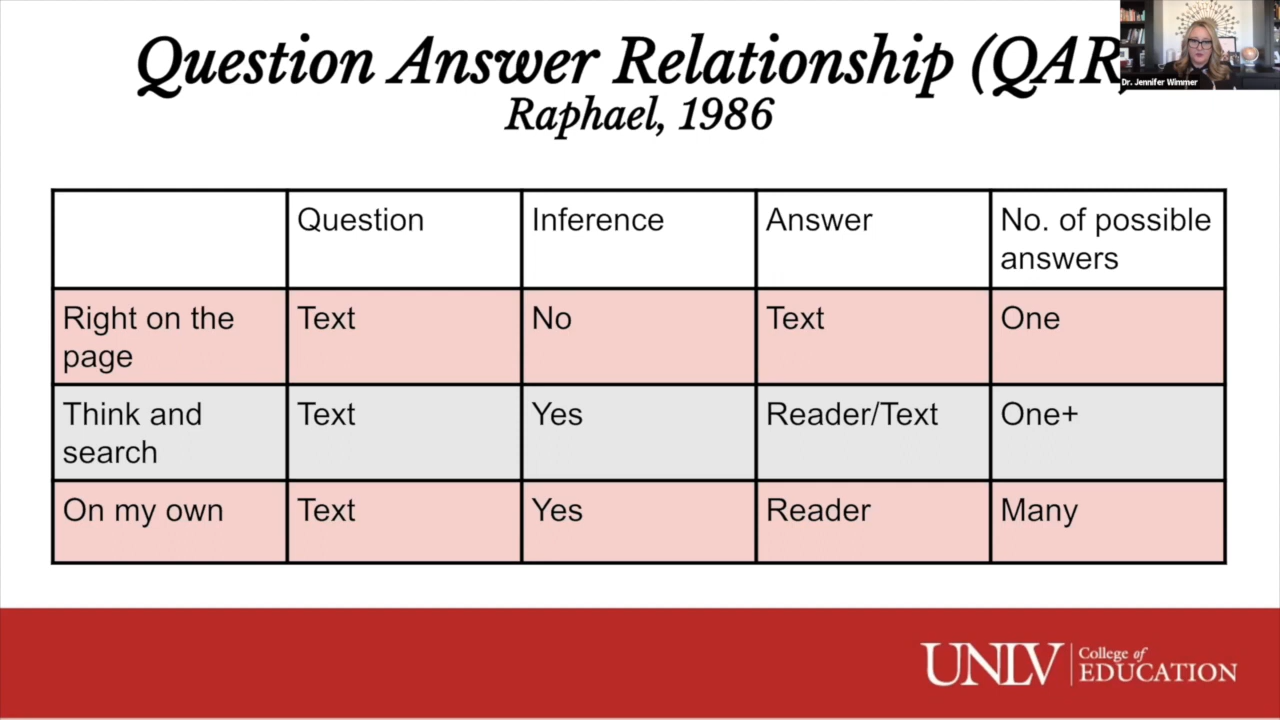 Question Answer Relationship (QAR
Dr. Jennifer Wimmer
Raphael, 1986
Question
Inference
Answer
No. of possible
answers
Right on the
page
Text
No
Text
One
Think and
search
Text
Yes
Reader/Text
One+
On my own
Text
Yes
Reader
Many
UNLV
College of
EDUCATION